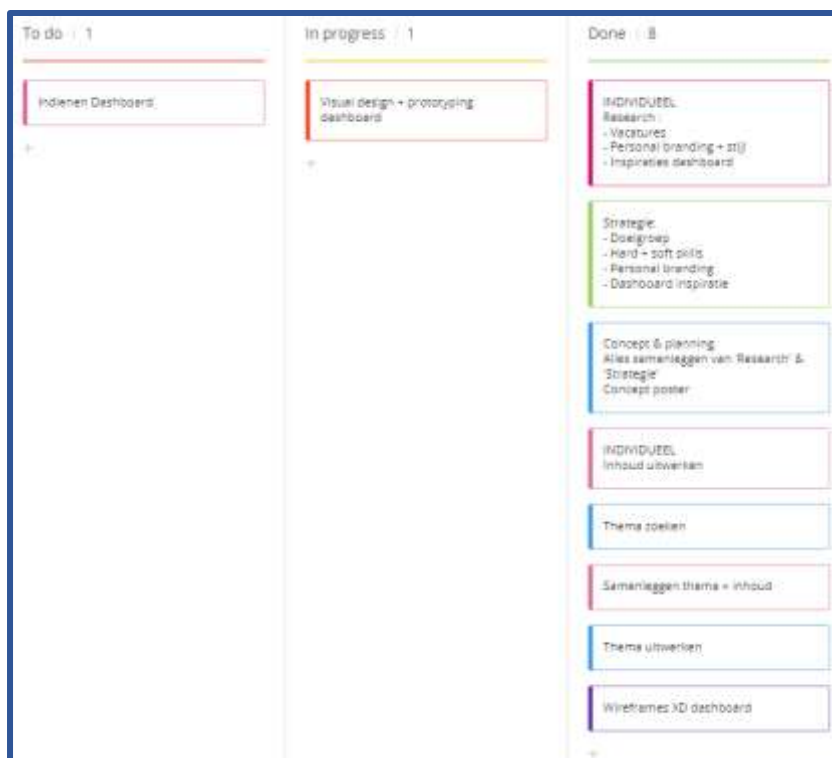 To do | 1
Indienen Dashboard
+
In progress / 1
Visual design + prototyping
dashboard
+
Done | 8
INDIVIDUEEL
Research :
- Vacatures
- Personal branding + stijl
- Inspiraties dashboard
Strategie:
- Doelgroep
- Hard + soft skills
- Personal branding
- Dashboard inspiratie
Concept & planning
Alles samenleggen van 'Research' &
'Strategie'
Concept poster
INDIVIDUEEL
Inhoud uitwerken
Thema zoeken
Samenleggen thema + inhoud
Thema uitwerken
Wireframes XD dashboard
+